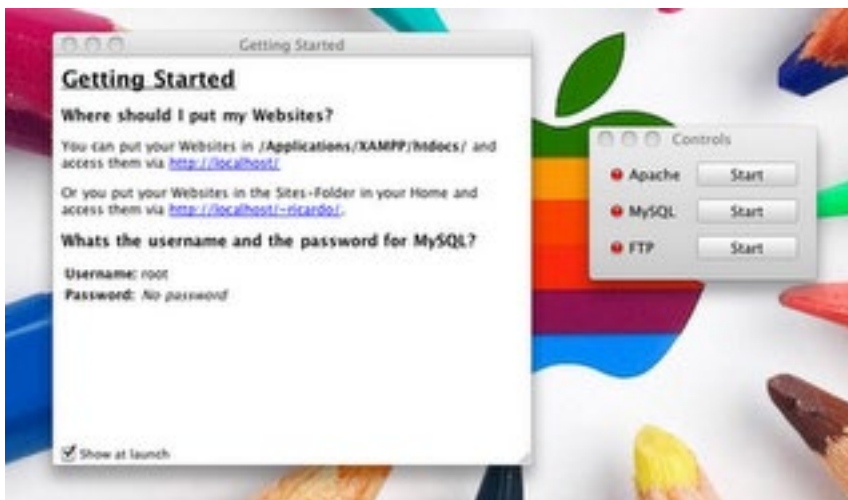 Getting Started
Getting Started
Where should I put my Websites?
You can put your Websites in /Applications/XAMPP/htdocs/ and
access them via http://localhost/
Or you put your Websites in the Sites-Folder in your Home and
access them via http://localhost/~ricardo/.
Whats the username and the password for MySQL?
Username: root
Password: No password
Show at launch
Controls
Apache Start
MySQL Start
FTP Start